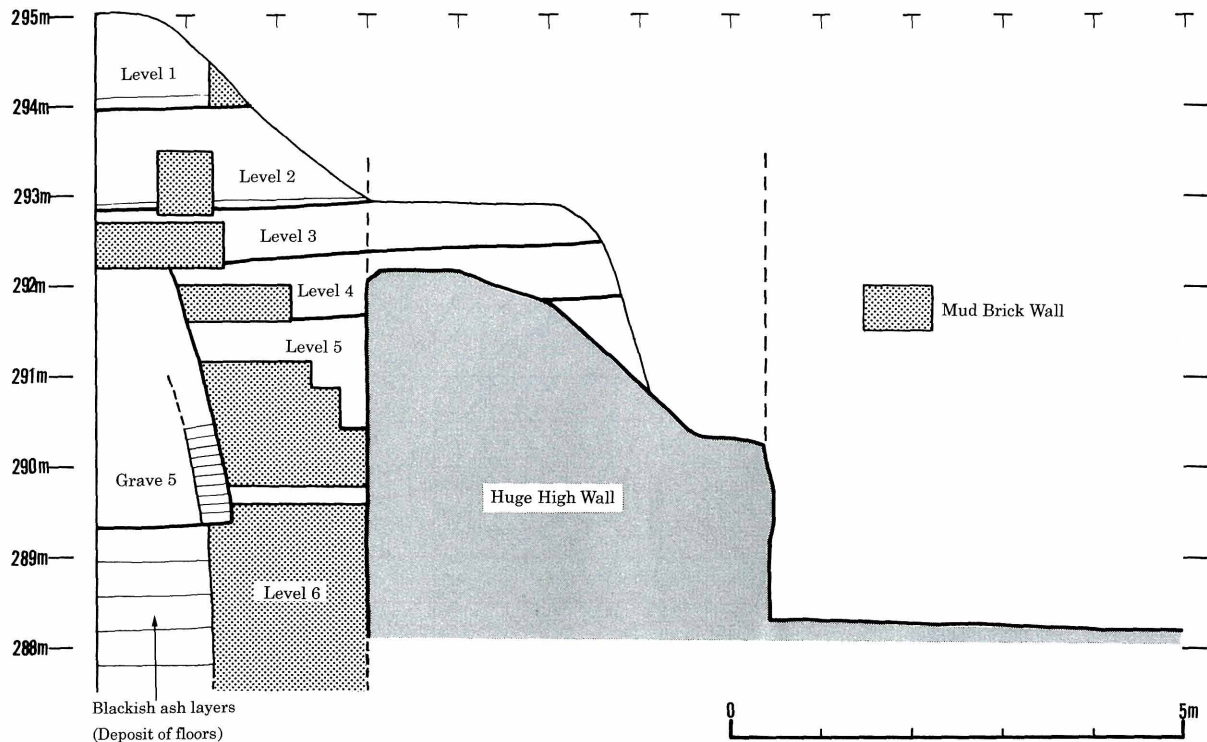 295m
294m
293m
292m
291m
290m
289m
288m
Level 1
Level 2
Level 3
Level 4
Level 5
Grave 5
Level 6
Huge High Wall
Mud Brick Wall
Blackish ash layers
(Deposit of floors)
0
5m